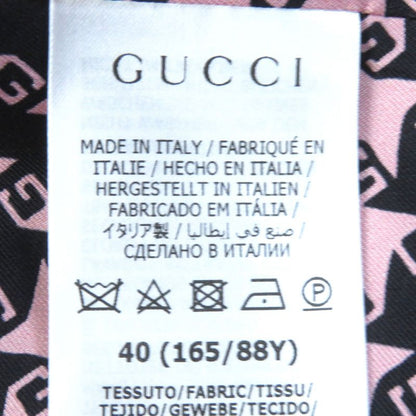 GUCCI
MADE IN ITALY / FABRIQUÉ EN
ITALIE / HECHO EN ITALIA /
HERGESTELLT IN ITALIEN /
FABRICADO EM ITÁLIA /
イタリア製 / صنع في إيطاليا /
СДЕЛАНО В ИТАЛИИ
P
40 (165/88Y)
TESSUTO/FABRIC/TISSU/
TEJIDO/GEWEBE/TECIDO/